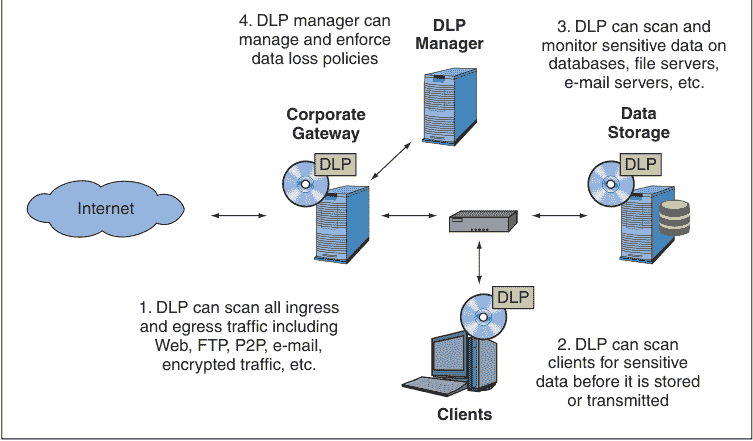 4. DLP manager can
manage and enforce
data loss policies
DLP
Manager
3. DLP can scan and
monitor sensitive data on
databases, file servers,
e-mail servers, etc.
Corporate
Gateway
Data
Storage
DLP
DLP
Internet
DLP
1. DLP can scan all ingress
and egress traffic including
Web, FTP, P2P, e-mail,
encrypted traffic, etc.
2. DLP can scan
clients for sensitive
data before it is stored
or transmitted
Clients